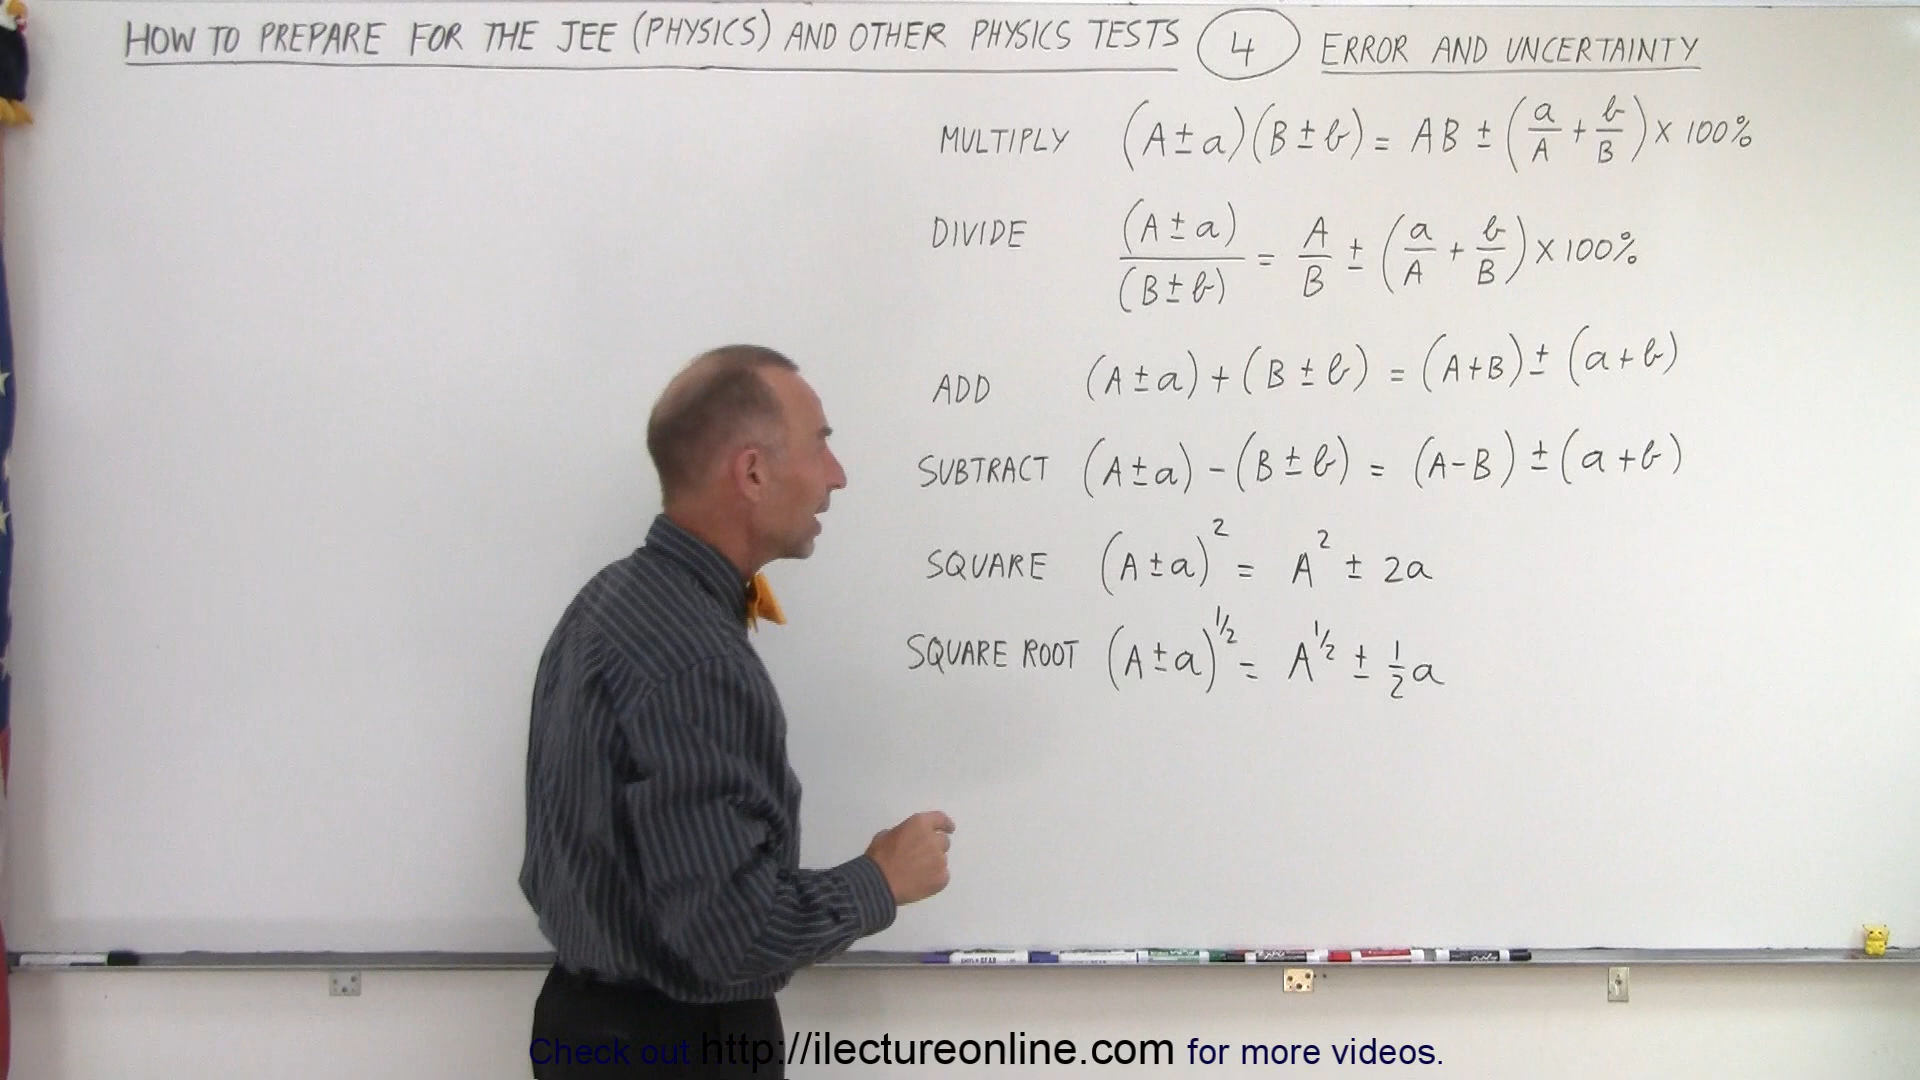 HOW TO PREPARE FOR THE JEE (PHYSICS) AND OTHER PHYSICS TESTS 4 ERROR AND UNCERTAINTY
MULTIPLY (A ± a)(B ± b) = AB ± (a/A + b/B) × 100%
DIVIDE (A ± a)/(B ± b) = A/B ± (a/A + b/B) × 100%
ADD (A ± a) + (B ± b) = (A+B) ± (a + b)
SUBTRACT (A ± a) - (B ± b) = (A-B) ± (a + b)
SQUARE (A ± a)² = A² ± 2a
SQUARE ROOT (A ± a)^1/2 = A^1/2 ± 1/2 a
Check out http://ilectureonline.com for more videos.